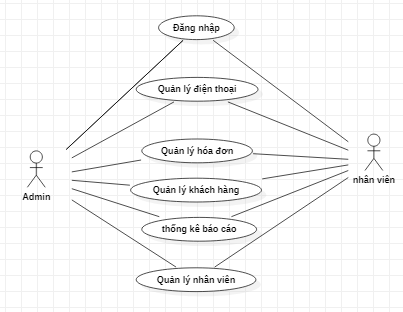 Đăng nhập
Quản lý điện thoại
Quản lý hóa đơn
Quản lý khách hàng
nhân viên
Admin
thống kê báo cáo
Quản lý nhân viên